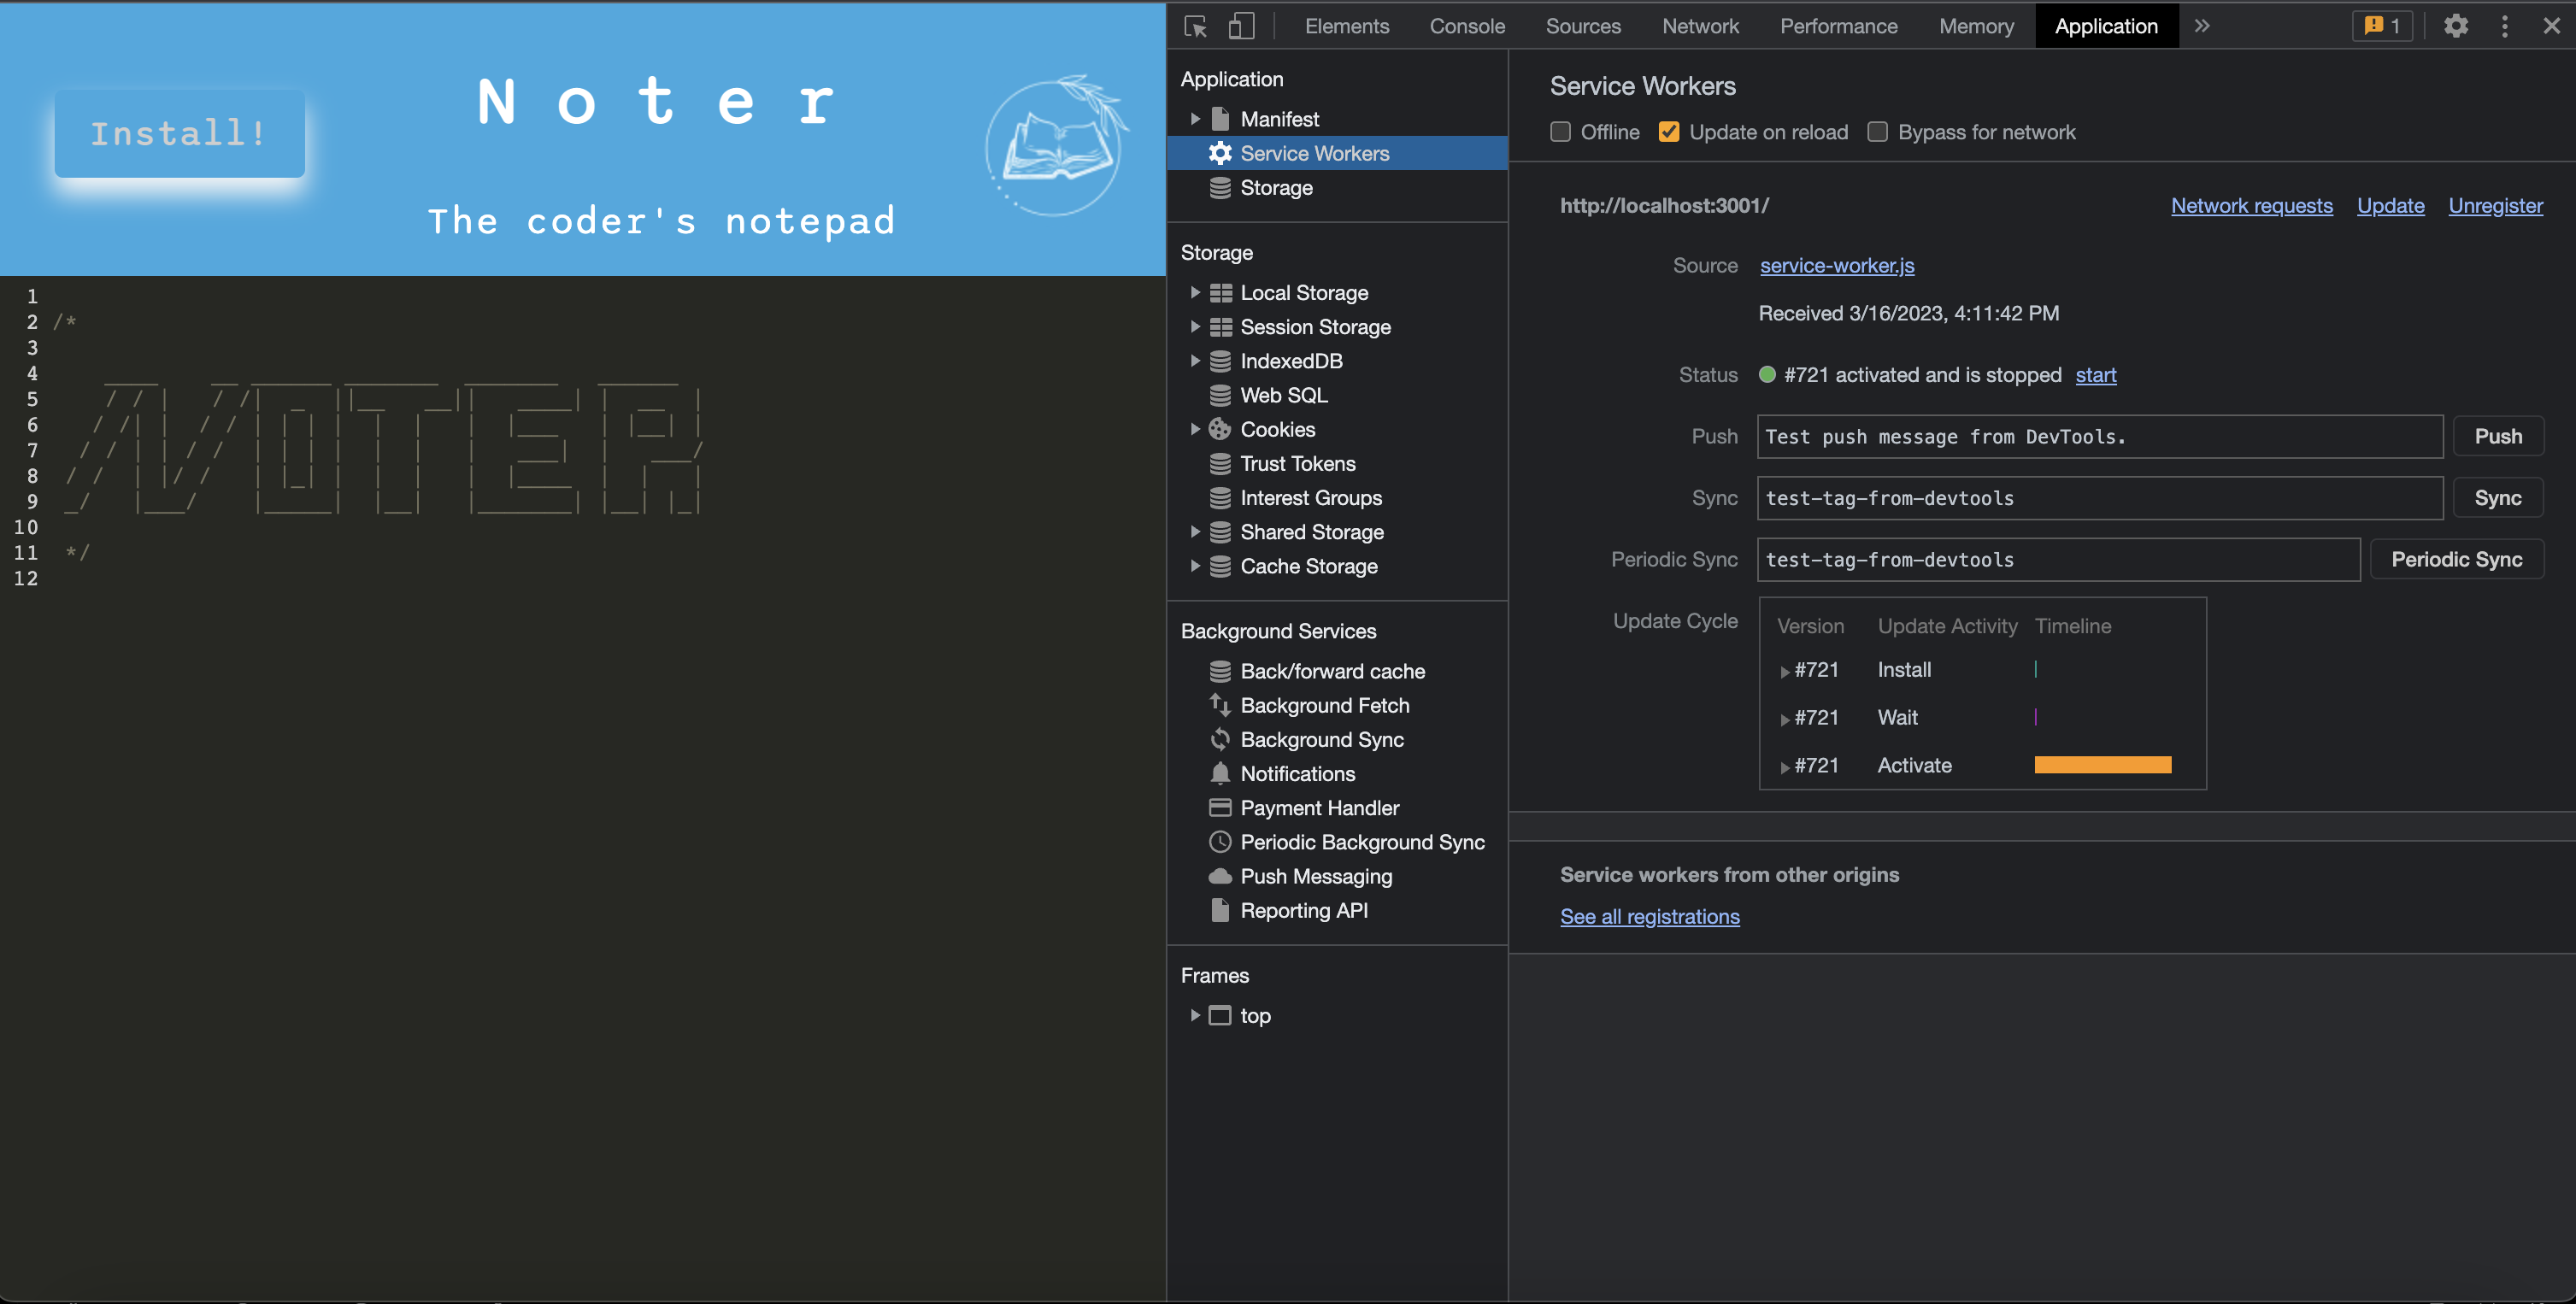 Install!
Noter
The coder's notepad
1
2 /*
3
4
5
6
7
8
9
10
11 */
12
Elements Console Sources Network Performance Memory Application 1
Application
Manifest
Service Workers
Storage
Storage
Local Storage
Session Storage
IndexedDB
Web SQL
Cookies
Trust Tokens
Interest Groups
Shared Storage
Cache Storage
Background Services
Back/forward cache
Background Fetch
Background Sync
Notifications
Payment Handler
Periodic Background Sync
Push Messaging
Reporting API
Frames
top
Service Workers
Offline Update on reload Bypass for network
http://localhost:3001/ Network requests Update Unregister
Source service-worker.js
Received 3/16/2023, 4:11:42 PM
Status #721 activated and is stopped start
Push Test push message from DevTools. Push
Sync test-tag-from-devtools Sync
Periodic Sync test-tag-from-devtools Periodic Sync
Update Cycle Version Update Activity Timeline
#721 Install
#721 Wait
#721 Activate
Service workers from other origins
See all registrations